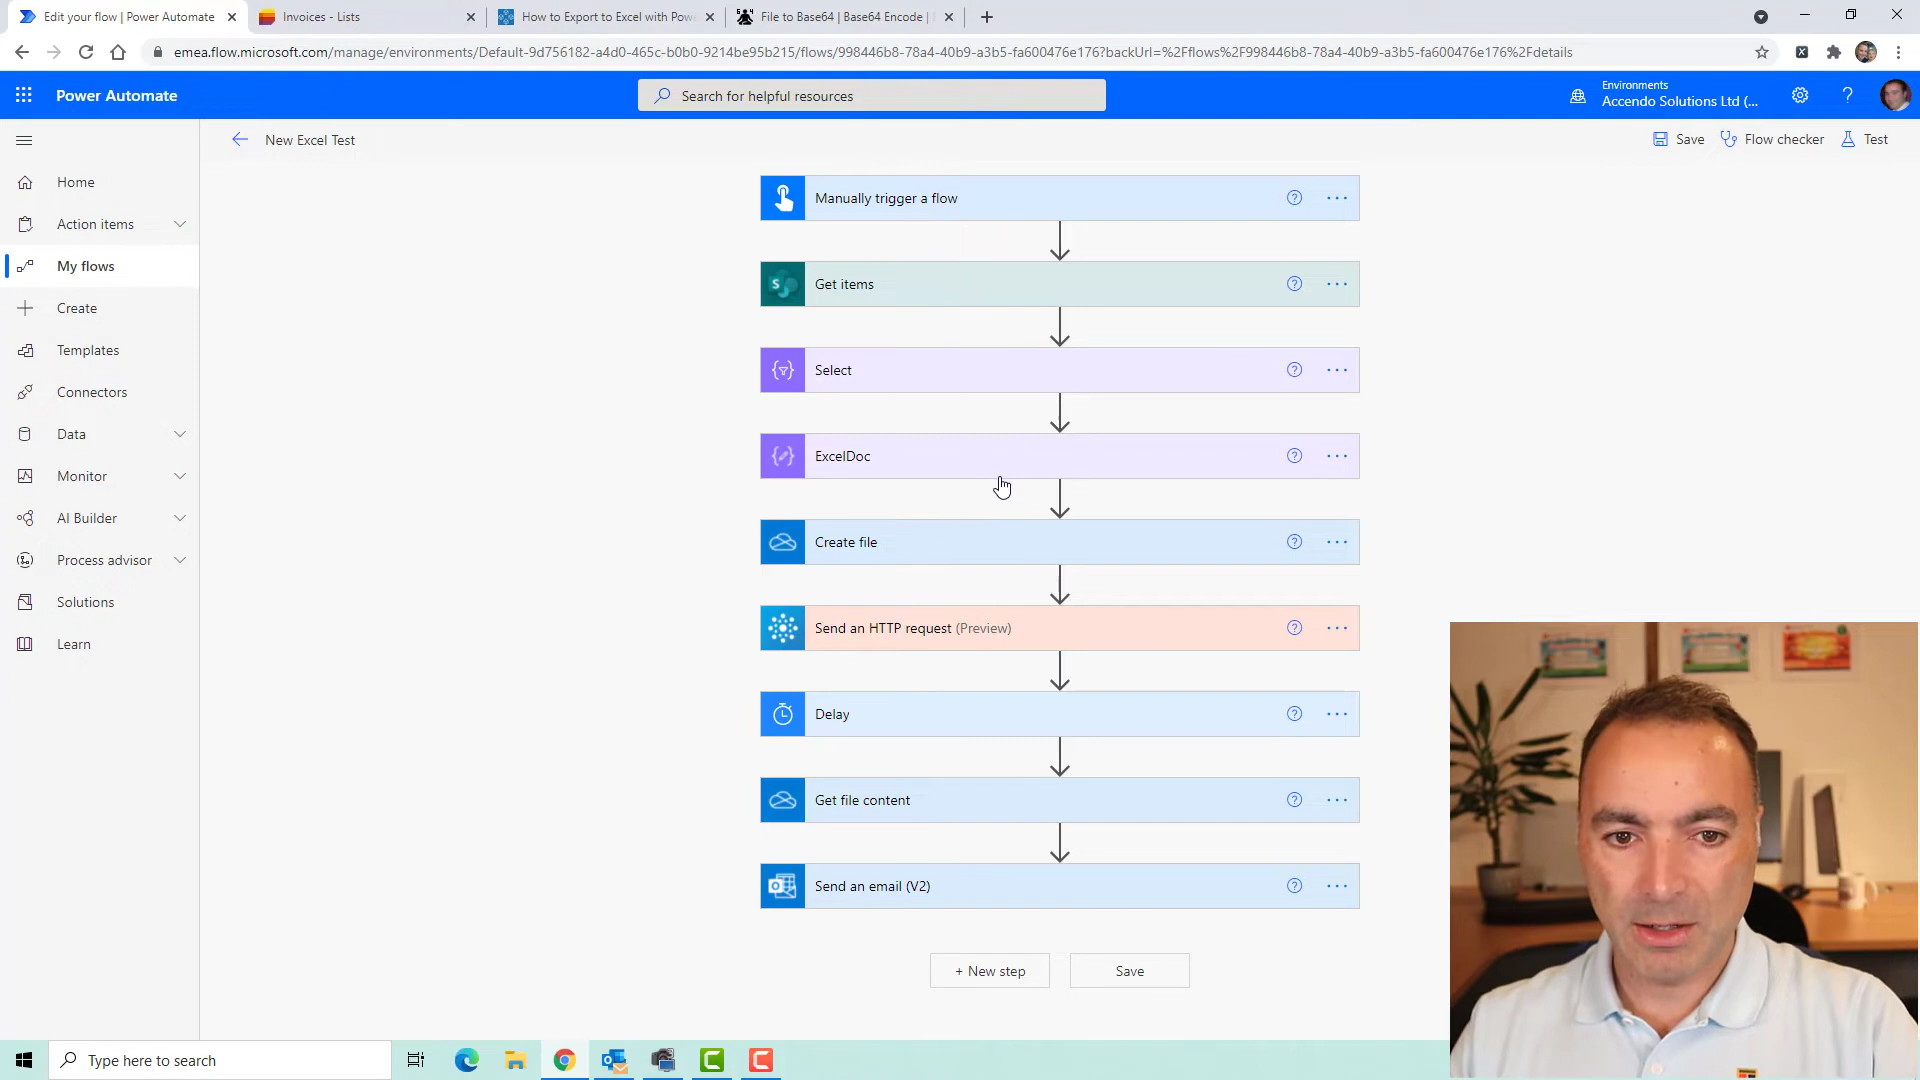 Edit your flow | Power Automate
Invoices - Lists
How to Export to Excel with Pow
File to Base64 | Base64 Encode |
emea.flow.microsoft.com/manage/environments/Default-9d756182-a4d0-465c-b0b0-9214be95b215/flows/998446b8-78a4-40b9-a3b5-fa600476e176?backUrl=%2Fflows%2F998446b8-78a4-40b9-a3b5-fa600476e176%2Fdetails
Power Automate
Search for helpful resources
Environments
Accendo Solutions Ltd (...
New Excel Test
Save
Flow checker
Test
Home
Action items
My flows
Create
Templates
Connectors
Data
Monitor
AI Builder
Process advisor
Solutions
Learn
Manually trigger a flow
Get items
Select
ExcelDoc
Create file
Send an HTTP request (Preview)
Delay
Get file content
Send an email (V2)
+ New step
Save
Type here to search